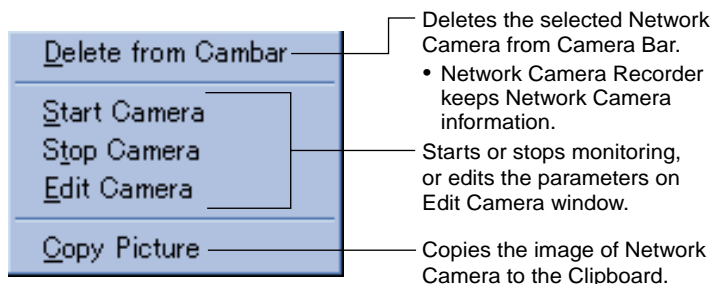 Delete from Cambar
Start Camera
Stop Camera
Edit Camera
Copy Picture
Deletes the selected Network
Camera from Camera Bar.
• Network Camera Recorder
keeps Network Camera
information.
Starts or stops monitoring,
or edits the parameters on
Edit Camera window.
Copies the image of Network
Camera to the Clipboard.